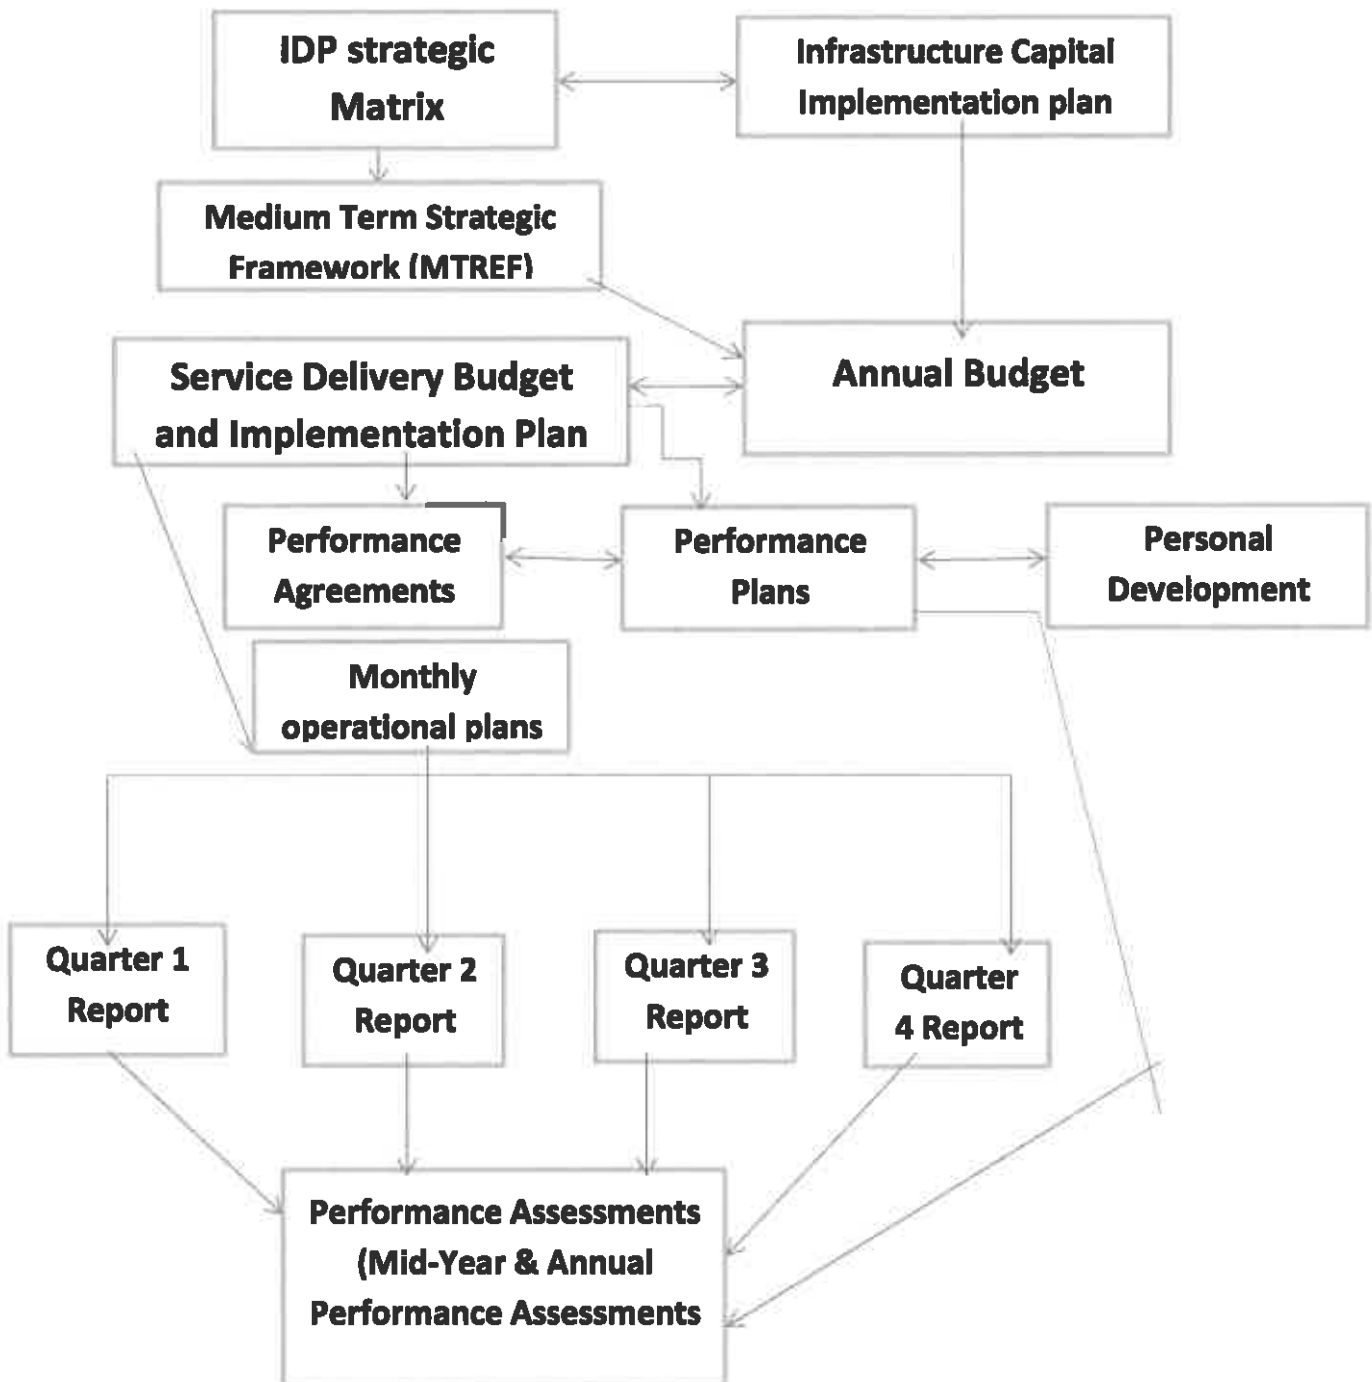 IDP strategic
Matrix
Infrastructure Capital
Implementation plan
Medium Term Strategic
Framework (MTREF)
Service Delivery Budget
and Implementation Plan
Annual Budget
Performance
Agreements
Performance
Plans
Personal
Development
Monthly
operational plans
Quarter 1
Report
Quarter 2
Report
Quarter 3
Report
Quarter
4 Report
Performance Assessments
(Mid-Year & Annual
Performance Assessments